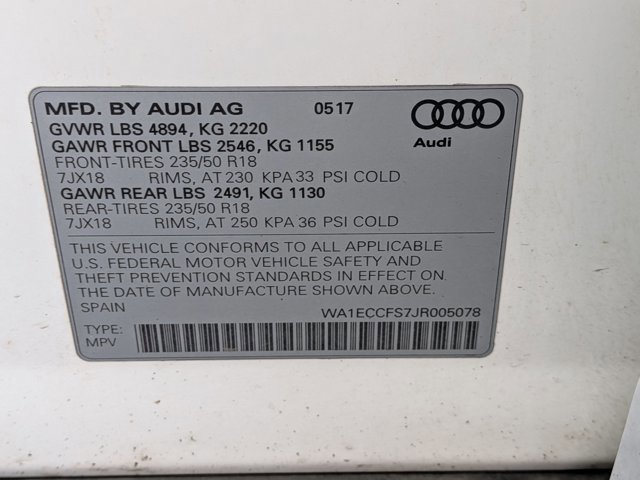 MFD. BY AUDI AG 0517
GVWR LBS 4894, KG 2220
GAWR FRONT LBS 2546, KG 1155
FRONT-TIRES 235/50 R18
7JX18 RIMS, AT 230 KPA 33 PSI COLD
GAWR REAR LBS 2491, KG 1130
REAR-TIRES 235/50 R18
7JX18 RIMS, AT 250 KPA 36 PSI COLD
Audi
THIS VEHICLE CONFORMS TO ALL APPLICABLE
U.S. FEDERAL MOTOR VEHICLE SAFETY AND
THEFT PREVENTION STANDARDS IN EFFECT ON
THE DATE OF MANUFACTURE SHOWN ABOVE.
SPAIN WA1ECCFS7JR005078
TYPE:
MPV